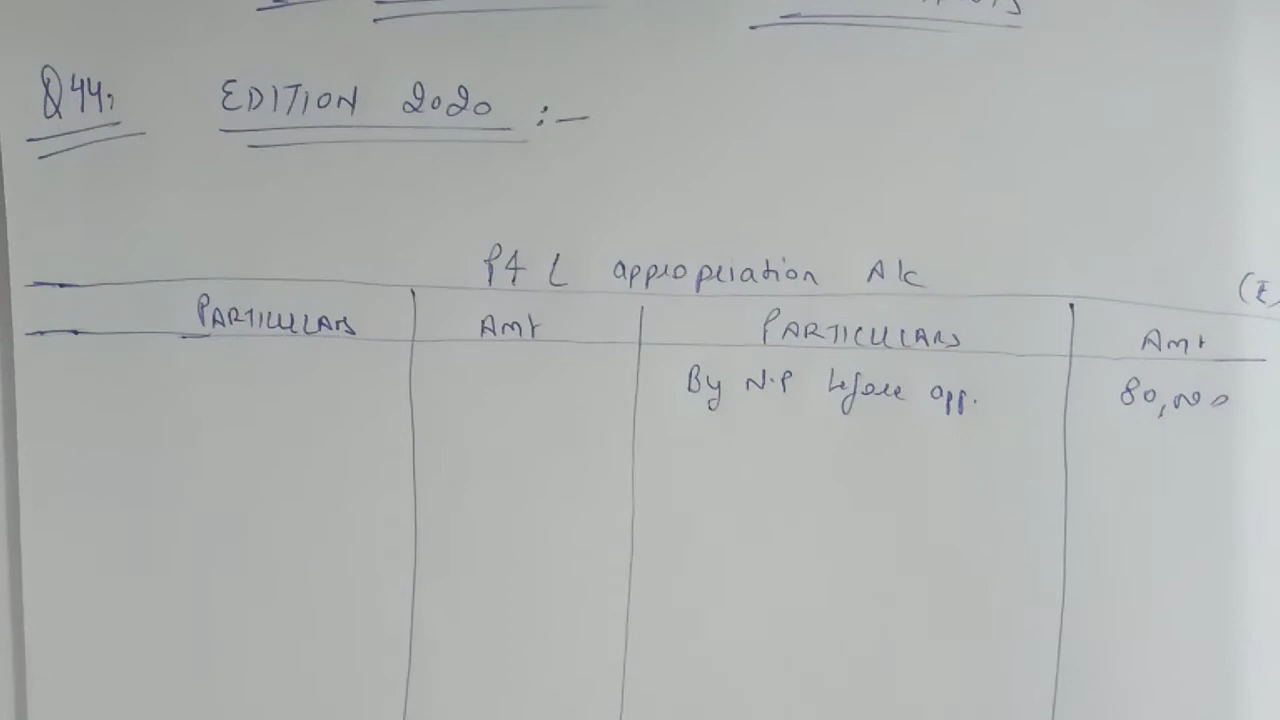 Q44, EDITION 2020 :-
P & L appropriation A/c
(₹)
PARTICULARS Amt PARTICULARS Amt
By N.P before app. 80,000